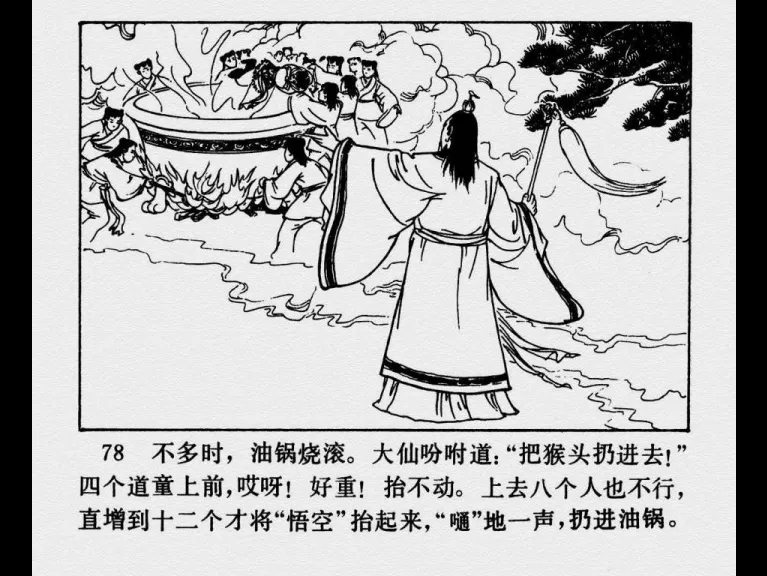 78 不多时，油锅烧滚。大仙吩咐道：“把猴头扔进去！”
四个道童上前，哎呀！好重！抬不动。上去八个人也不行，
直增到十二个才将“悟空”抬起来，“嗵”地一声，扔进油锅。